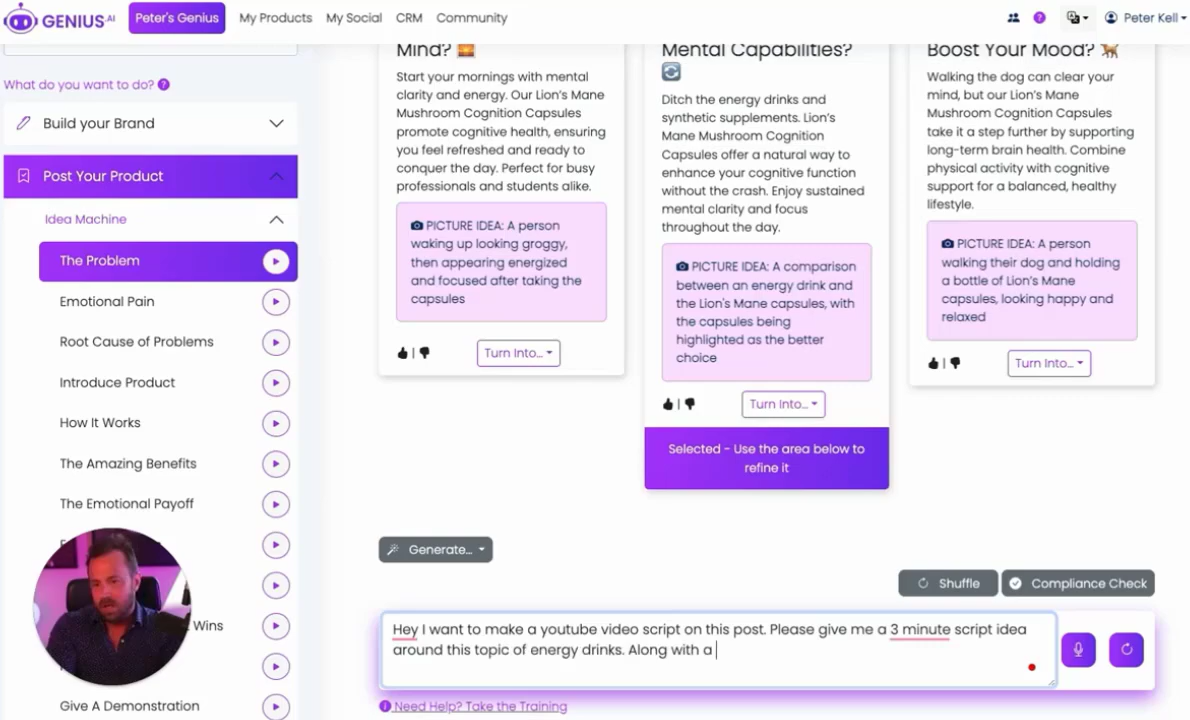 GENIUS.AI
Peter's Genius
My Products
My Social
CRM
Community
Peter Kell
What do you want to do?
Build your Brand
Post Your Product
Idea Machine
The Problem
Emotional Pain
Root Cause of Problems
Introduce Product
How It Works
The Amazing Benefits
The Emotional Payoff
Wins
Give A Demonstration
Mind?
Start your mornings with mental
clarity and energy. Our Lion's Mane
Mushroom Cognition Capsules
promote cognitive health, ensuring
you feel refreshed and ready to
conquer the day. Perfect for busy
professionals and students alike.
PICTURE IDEA: A person
waking up looking groggy,
then appearing energized
and focused after taking the
capsules
Turn Into...
Mental Capabilities?
Ditch the energy drinks and
synthetic supplements. Lion's
Mane Mushroom Cognition
Capsules offer a natural way to
enhance your cognitive function
without the crash. Enjoy sustained
mental clarity and focus
throughout the day.
PICTURE IDEA: A comparison
between an energy drink and
the Lion's Mane capsules, with
the capsules being
highlighted as the better
choice
Turn Into...
Selected - Use the area below to
refine it
Boost Your Mood?
Walking the dog can clear your
mind, but our Lion's Mane
Mushroom Cognition Capsules
take it a step further by supporting
long-term brain health. Combine
physical activity with cognitive
support for a balanced, healthy
lifestyle.
PICTURE IDEA: A person
walking their dog and holding
a bottle of Lion's Mane
capsules, looking happy and
relaxed
Turn Into...
Generate...
Shuffle
Compliance Check
Hey I want to make a youtube video script on this post. Please give me a 3 minute script idea
around this topic of energy drinks. Along with a
Need Help? Take the Training